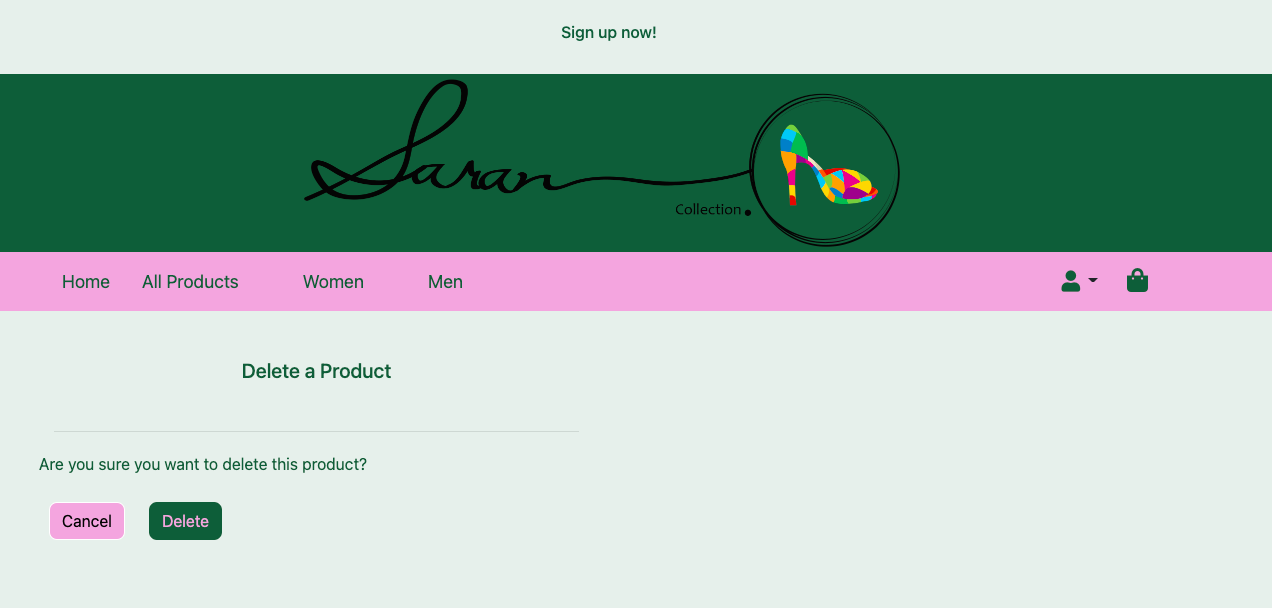 Sign up now!
Saran
Collection.
Home All Products Women Men
Delete a Product
Are you sure you want to delete this product?
Cancel Delete